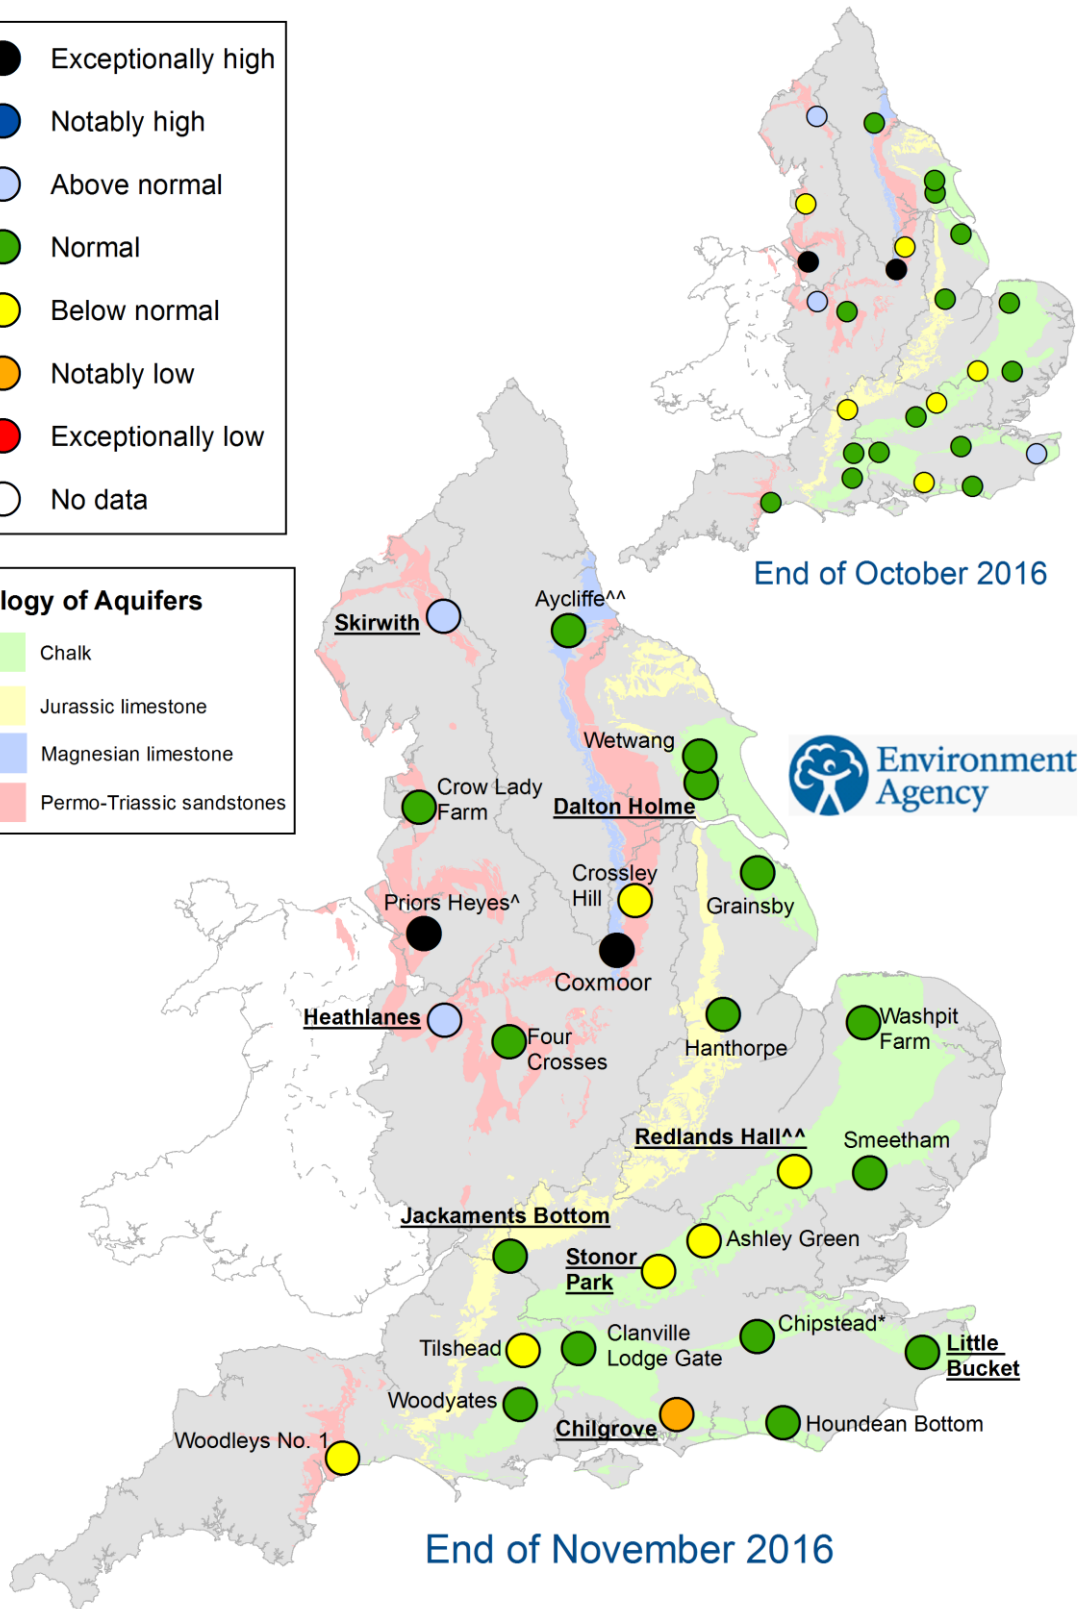 Exceptionally high
Notably high
Above normal
Normal
Below normal
Notably low
Exceptionally low
No data
End of October 2016
logy of Aquifers
Chalk
Jurassic limestone
Magnesian limestone
Permo-Triassic sandstones
Environment
Agency
Aycliffe^^
Skirwith
Wetwang
Crow Lady
Farm
Dalton Holme
Crossley
Hill
Grainsby
Priors Heyes^
Coxmoor
Heathlanes
Four
Crosses
Hanthorpe
Washpit
Farm
Redlands Hall^^
Smeetham
Jackaments Bottom
Ashley Green
Stonor
Park
Tilshead
Clanville
Lodge Gate
Chipstead*
Little
Bucket
Woodyates
Chilgrove
Houndean Bottom
Woodleys No. 1
End of November 2016